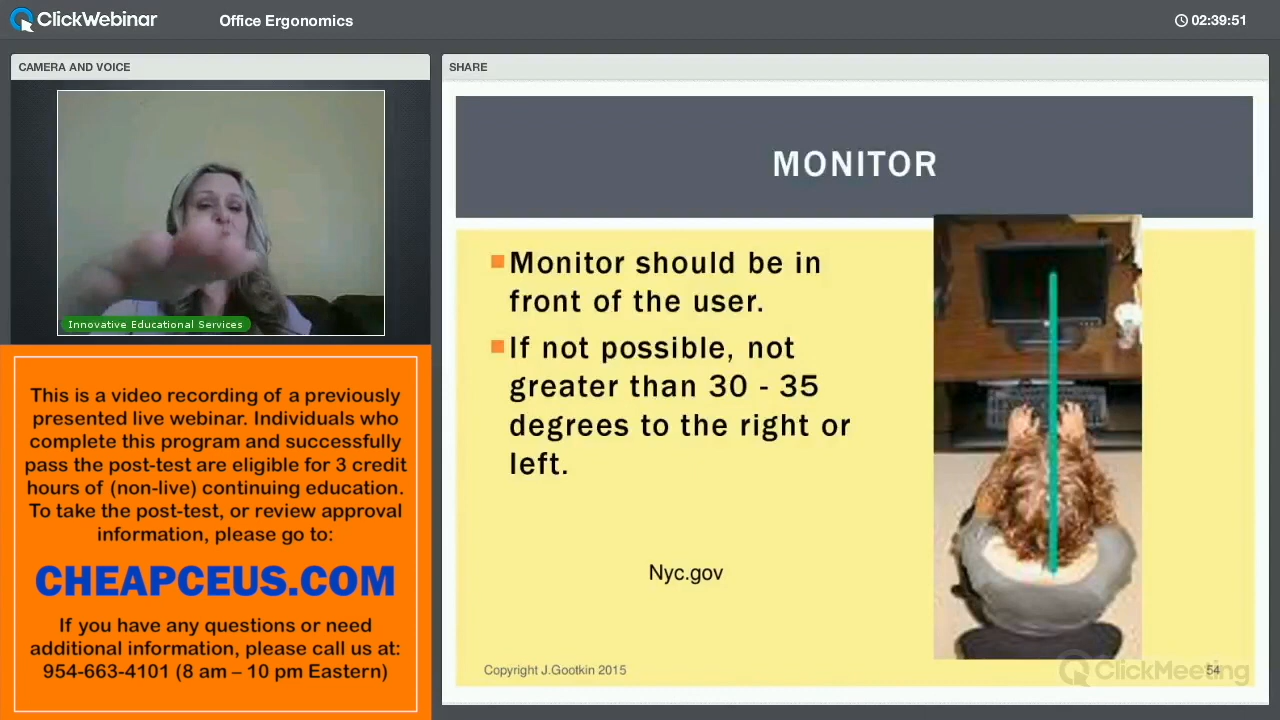 ClickWebinar
Office Ergonomics
02:39:51
CAMERA AND VOICE
Innovative Educational Services
This is a video recording of a previously
presented live webinar. Individuals who
complete this program and successfully
pass the post-test are eligible for 3 credit
hours of (non-live) continuing education.
To take the post-test, or review approval
information, please go to:
CHEAPCEUS.COM
If you have any questions or need
additional information, please call us at:
954-663-4101 (8 am – 10 pm Eastern)
SHARE
MONITOR
Monitor should be in
front of the user.
If not possible, not
greater than 30 - 35
degrees to the right or
left.
Nyc.gov
Copyright J.Gootkin 2015
54
ClickMeeting